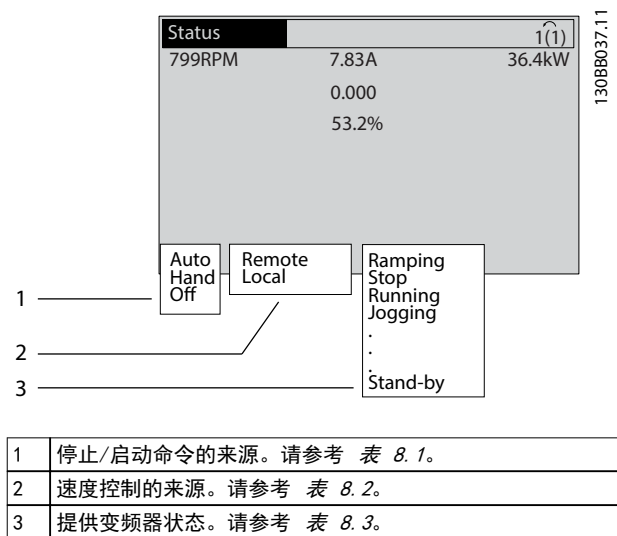 Status 1(1)
799RPM 7.83A 36.4kW
0.000
53.2%
130BB037.11
Auto
Hand
Off
Remote
Local
Ramping
Stop
Running
Jogging
.
.
.
Stand-by
1
2
3
1 停止/启动命令的来源。请参考 表 8.1。
2 速度控制的来源。请参考 表 8.2。
3 提供变频器状态。请参考 表 8.3。